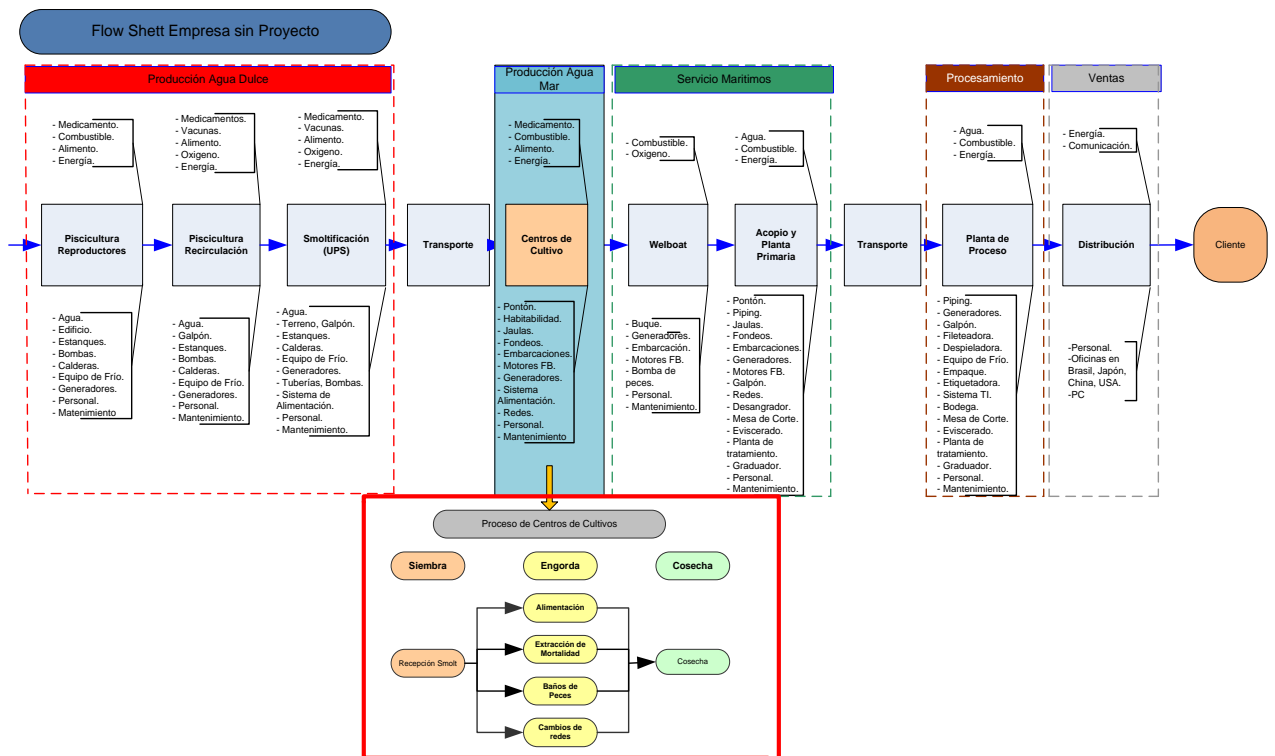 Flow Shett Empresa sin Proyecto
Producción Agua Dulce
Producción Agua
Mar
Servicio Maritimos
Procesamiento
Ventas
- Medicamento.
- Combustible.
- Alimento.
- Energía.
- Medicamentos.
- Vacunas.
- Alimento.
- Oxigeno.
- Energía.
- Medicamento.
- Vacunas.
- Alimento.
- Oxigeno.
- Energía.
- Medicamento.
- Combustible.
- Alimento.
- Energía.
- Combustible.
- Oxigeno.
- Agua.
- Combustible.
- Energía.
- Agua.
- Combustible.
- Energía.
- Energía.
- Comunicación.
Piscicultura
Reproductores
Piscicultura
Recirculación
Smoltificación
(UPS)
Transporte
Centros de
Cultivo
Welboat
Acopio y
Planta
Primaria
Transporte
Planta de
Proceso
Distribución
Cliente
- Agua.
- Edificio.
- Estanques.
- Bombas.
- Calderas.
- Equipo de Frío.
- Generadores.
- Personal.
- Matenimiento
- Agua.
- Galpón.
- Estanques.
- Bombas.
- Calderas.
- Equipo de Frío.
- Generadores.
- Personal.
- Mantenimiento.
- Agua.
- Terreno, Galpón.
- Estanques.
- Calderas.
- Equipo de Frío.
- Generadores.
- Tuberías, Bombas.
- Sistema de
Alimentación.
- Personal.
- Mantenimiento.
- Pontón.
- Habitabilidad.
- Jaulas.
- Fondeos.
- Embarcaciones.
- Motores FB.
- Generadores.
- Sistema
Alimentación.
- Redes.
- Personal.
- Mantenimiento
- Buque.
- Generadores.
- Embarcación.
- Motores FB.
- Bomba de
peces.
- Personal.
- Mantenimiento.
- Pontón.
- Piping.
- Jaulas.
- Fondeos.
- Embarcaciones.
- Generadores.
- Motores FB.
- Galpón.
- Redes.
- Desangrador.
- Mesa de Corte.
- Eviscerado.
- Planta de
tratamiento.
- Graduador.
- Personal.
- Mantenimiento.
- Piping.
- Generadores.
- Galpón.
- Fileteadora.
- Despieladora.
- Equipo de Frío.
- Empaque.
- Etiquetadora.
- Sistema TI.
- Bodega.
- Mesa de Corte.
- Eviscerado.
- Planta de
tratamiento.
- Graduador.
- Personal.
- Mantenimiento.
-Personal.
-Oficinas en
Brasil, Japón,
China, USA.
-PC
Proceso de Centros de Cultivos
Siembra
Engorda
Cosecha
Recepción Smolt
Alimentación
Extracción de
Mortalidad
Baños de
Peces
Cambios de
redes
Cosecha